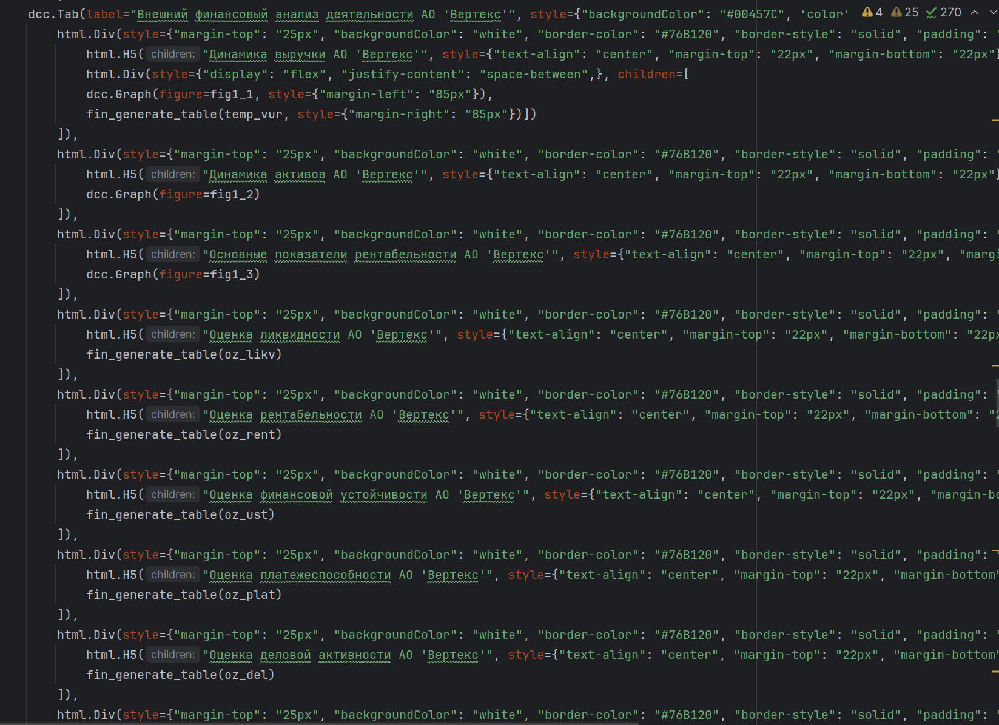 dcc.Tab(label="Внешний финансовый анализ деятельности АО 'Вертекс'", style={"backgroundColor": "#00457C", 'color': 4 25 270
html.Div(style={"margin-top": "25px", "backgroundColor": "white", "border-color": "#76B120", "border-style": "solid", "padding":
html.H5( children: "Динамика выручки АО 'Вертекс'", style={"text-align": "center", "margin-top": "22px", "margin-bottom": "22px"}
html.Div(style={"display": "flex", "justify-content": "space-between",}, children=[
dcc.Graph(figure=fig1_1, style={"margin-left": "85px"}),
fin_generate_table(temp_vur, style={"margin-right": "85px"})])
]),
html.Div(style={"margin-top": "25px", "backgroundColor": "white", "border-color": "#76B120", "border-style": "solid", "padding": "
html.H5( children: "Динамика активов АО 'Вертекс'", style={"text-align": "center", "margin-top": "22px", "margin-bottom": "22px"}
dcc.Graph(figure=fig1_2)
]),
html.Div(style={"margin-top": "25px", "backgroundColor": "white", "border-color": "#76B120", "border-style": "solid", "padding": "
html.H5( children: "Основные показатели рентабельности АО 'Вертекс'", style={"text-align": "center", "margin-top": "22px", "margi
dcc.Graph(figure=fig1_3)
]),
html.Div(style={"margin-top": "25px", "backgroundColor": "white", "border-color": "#76B120", "border-style": "solid", "padding": "
html.H5( children: "Оценка ликвидности АО 'Вертекс'", style={"text-align": "center", "margin-top": "22px", "margin-bottom": "22px
fin_generate_table(oz_likv)
]),
html.Div(style={"margin-top": "25px", "backgroundColor": "white", "border-color": "#76B120", "border-style": "solid", "padding": "
html.H5( children: "Оценка рентабельности АО 'Вертекс'", style={"text-align": "center", "margin-top": "22px", "margin-bottom": "2
fin_generate_table(oz_rent)
]),
html.Div(style={"margin-top": "25px", "backgroundColor": "white", "border-color": "#76B120", "border-style": "solid", "padding": "
html.H5( children: "Оценка финансовой устойчивости АО 'Вертекс'", style={"text-align": "center", "margin-top": "22px", "margin-bo
fin_generate_table(oz_ust)
]),
html.Div(style={"margin-top": "25px", "backgroundColor": "white", "border-color": "#76B120", "border-style": "solid", "padding": "
html.H5( children: "Оценка платежеспособности АО 'Вертекс'", style={"text-align": "center", "margin-top": "22px", "margin-bottom"
fin_generate_table(oz_plat)
]),
html.Div(style={"margin-top": "25px", "backgroundColor": "white", "border-color": "#76B120", "border-style": "solid", "padding": "
html.H5( children: "Оценка деловой активности АО 'Вертекс'", style={"text-align": "center", "margin-top": "22px", "margin-bottom"
fin_generate_table(oz_del)
]),
html.Div(style={"margin-top": "25px", "backgroundColor": "white", "border-color": "#76B120", "border-style": "solid", "padding": "